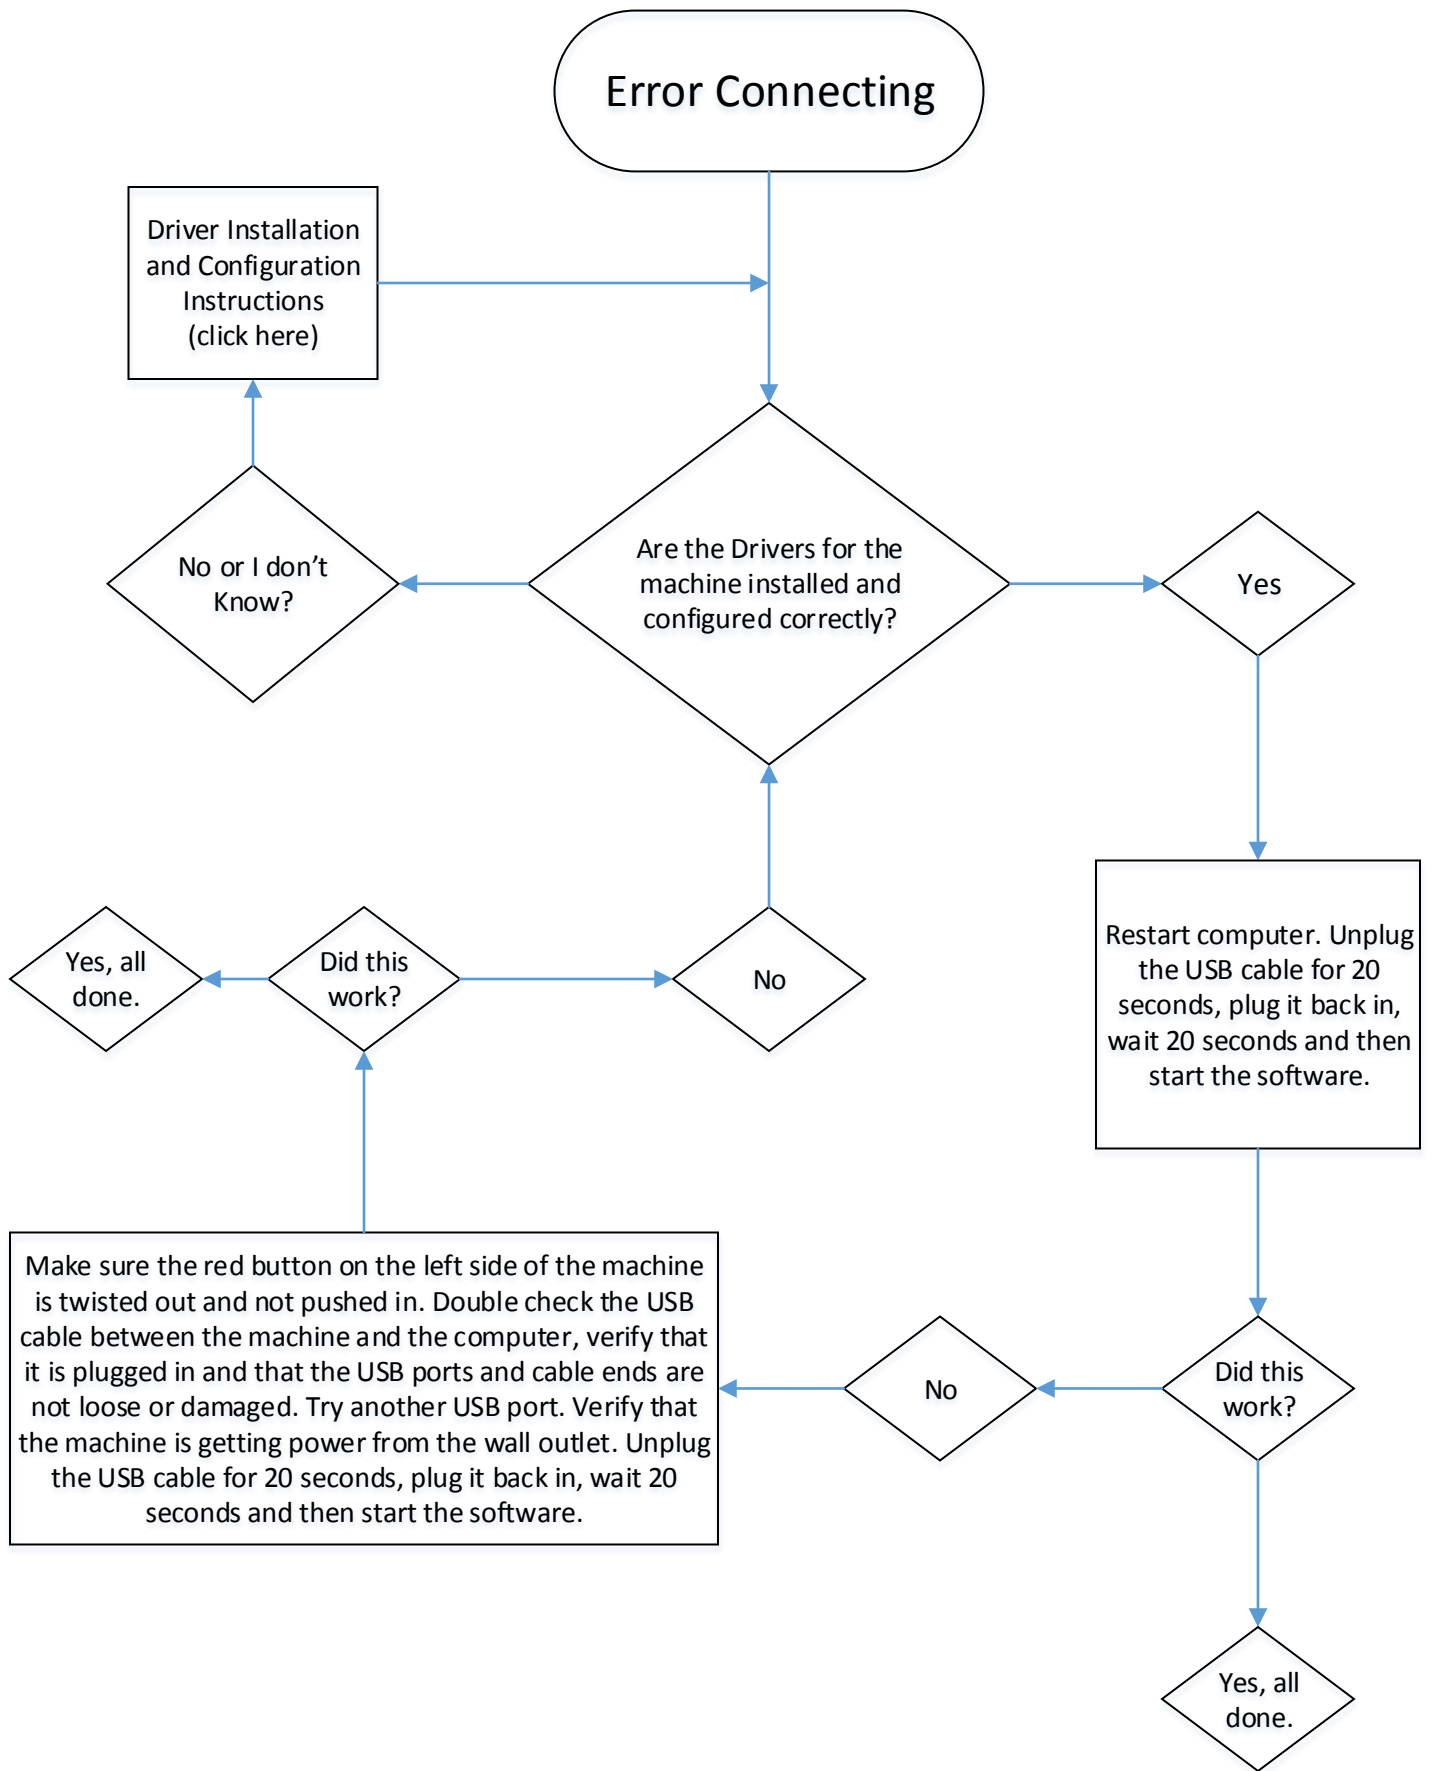 Error Connecting
Driver Installation
and Configuration
Instructions
(click here)
No or I don't
Know?
Are the Drivers for the
machine installed and
configured correctly?
Yes
Restart computer. Unplug
the USB cable for 20
seconds, plug it back in,
wait 20 seconds and then
start the software.
Yes, all
done.
Did this
work?
No
Make sure the red button on the left side of the machine
is twisted out and not pushed in. Double check the USB
cable between the machine and the computer, verify that
it is plugged in and that the USB ports and cable ends are
not loose or damaged. Try another USB port. Verify that
the machine is getting power from the wall outlet. Unplug
the USB cable for 20 seconds, plug it back in, wait 20
seconds and then start the software.
No
Did this
work?
Yes, all
done.